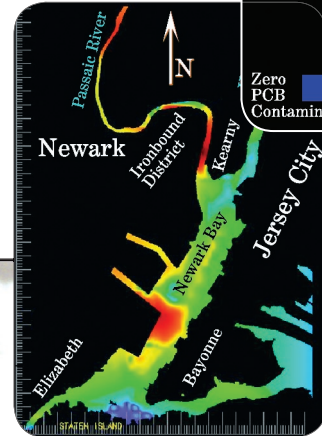 Passaic River
N
Zero
PCB
Contamin
Newark
Ironbound
District
Kearny
Jersey City
Newark Bay
Bayonne
Elizabeth
STATEN ISLAND